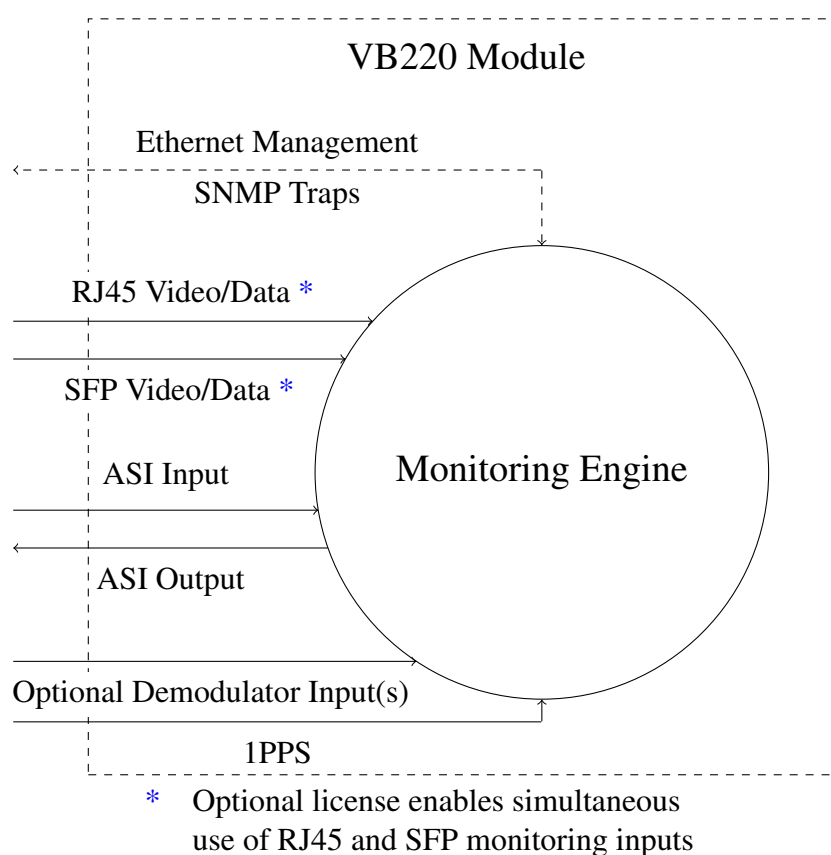 VB220 Module
Ethernet Management
SNMP Traps
RJ45 Video/Data *
SFP Video/Data *
ASI Input
Monitoring Engine
ASI Output
Optional Demodulator Input(s)
1PPS
* Optional license enables simultaneous
use of RJ45 and SFP monitoring inputs